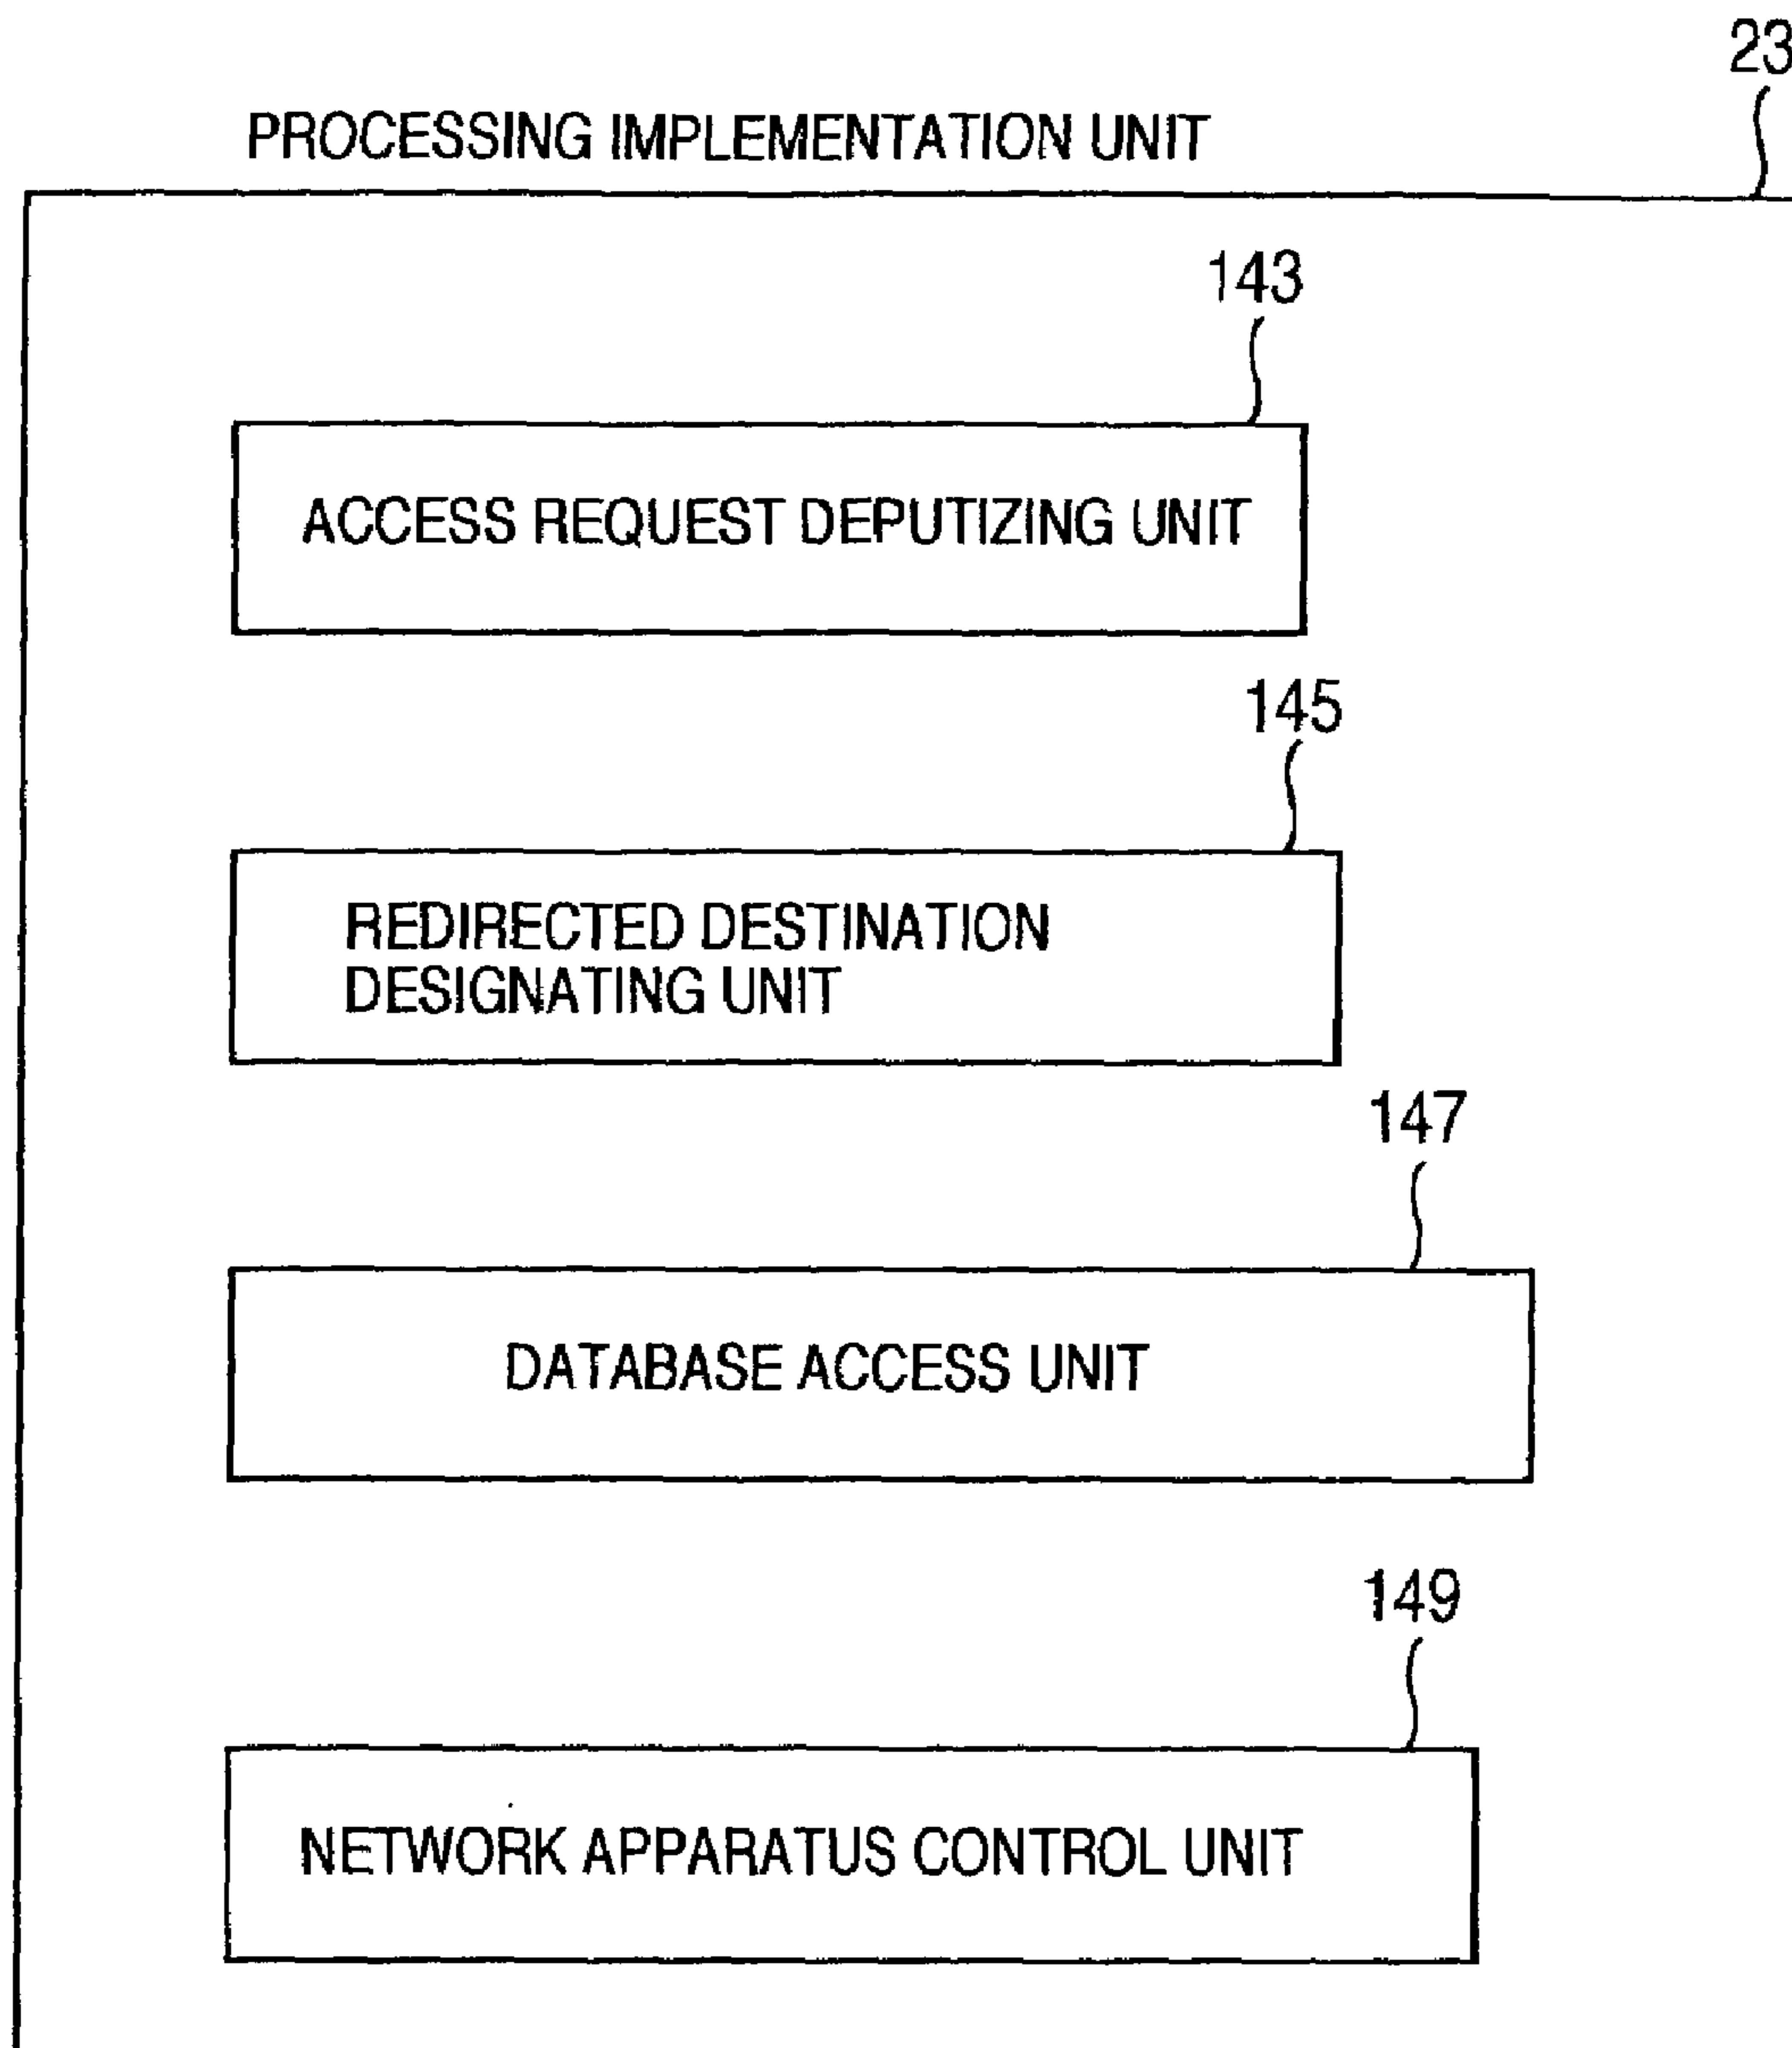 23
PROCESSING IMPLEMENTATION UNIT
143
ACCESS REQUEST DEPUTIZING UNIT
145
REDIRECTED DESTINATION
DESIGNATING UNIT
147
DATABASE ACCESS UNIT
149
NETWORK APPARATUS CONTROL UNIT